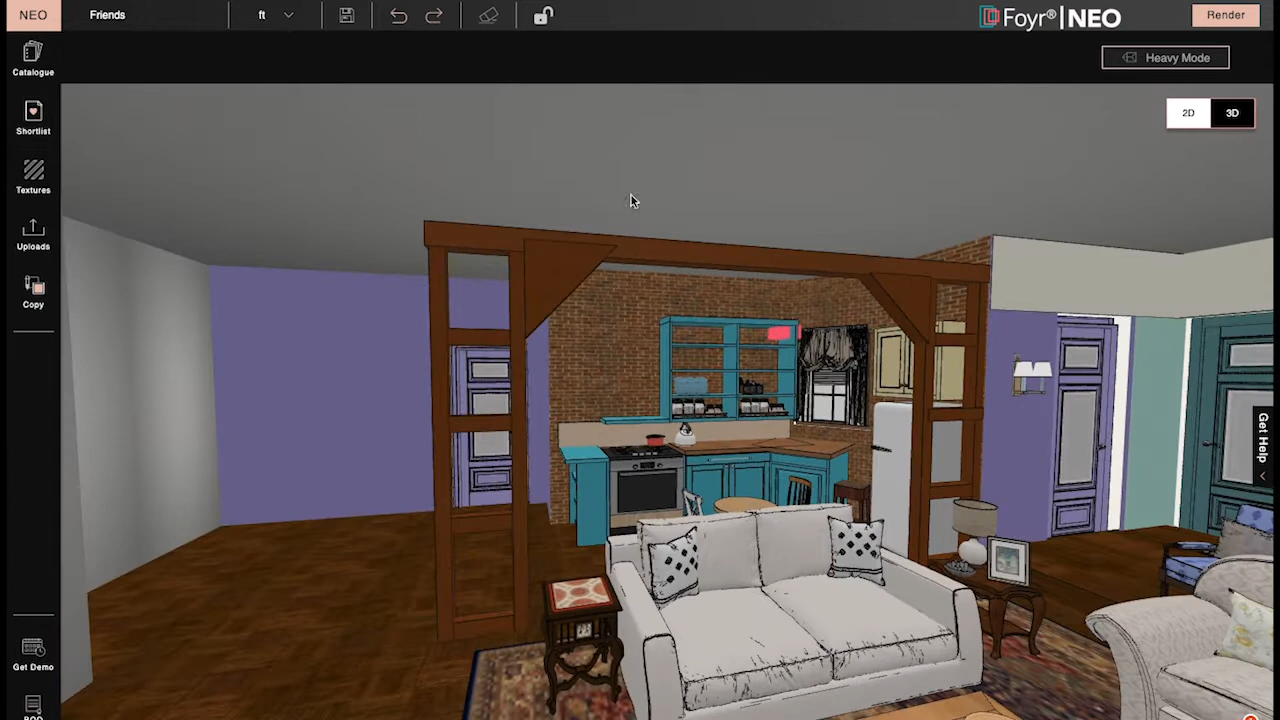 NEO
Friends
ft
Foyr® NEO
Render
Catalogue
Heavy Mode
2D
3D
Shortlist
Textures
Uploads
Copy
Get Help
Get Demo
BOQ